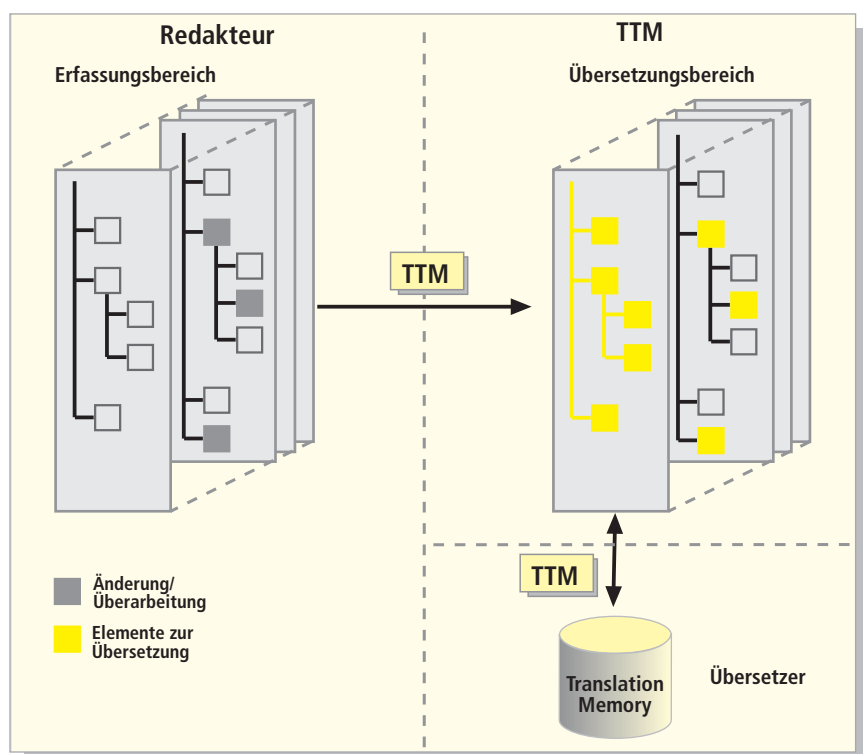 Redakteur
TTM
Erfassungsbereich
Übersetzungsbereich
TTM
TTM
Änderung/
Überarbeitung
Elemente zur
Übersetzung
Translation
Memory
Übersetzer